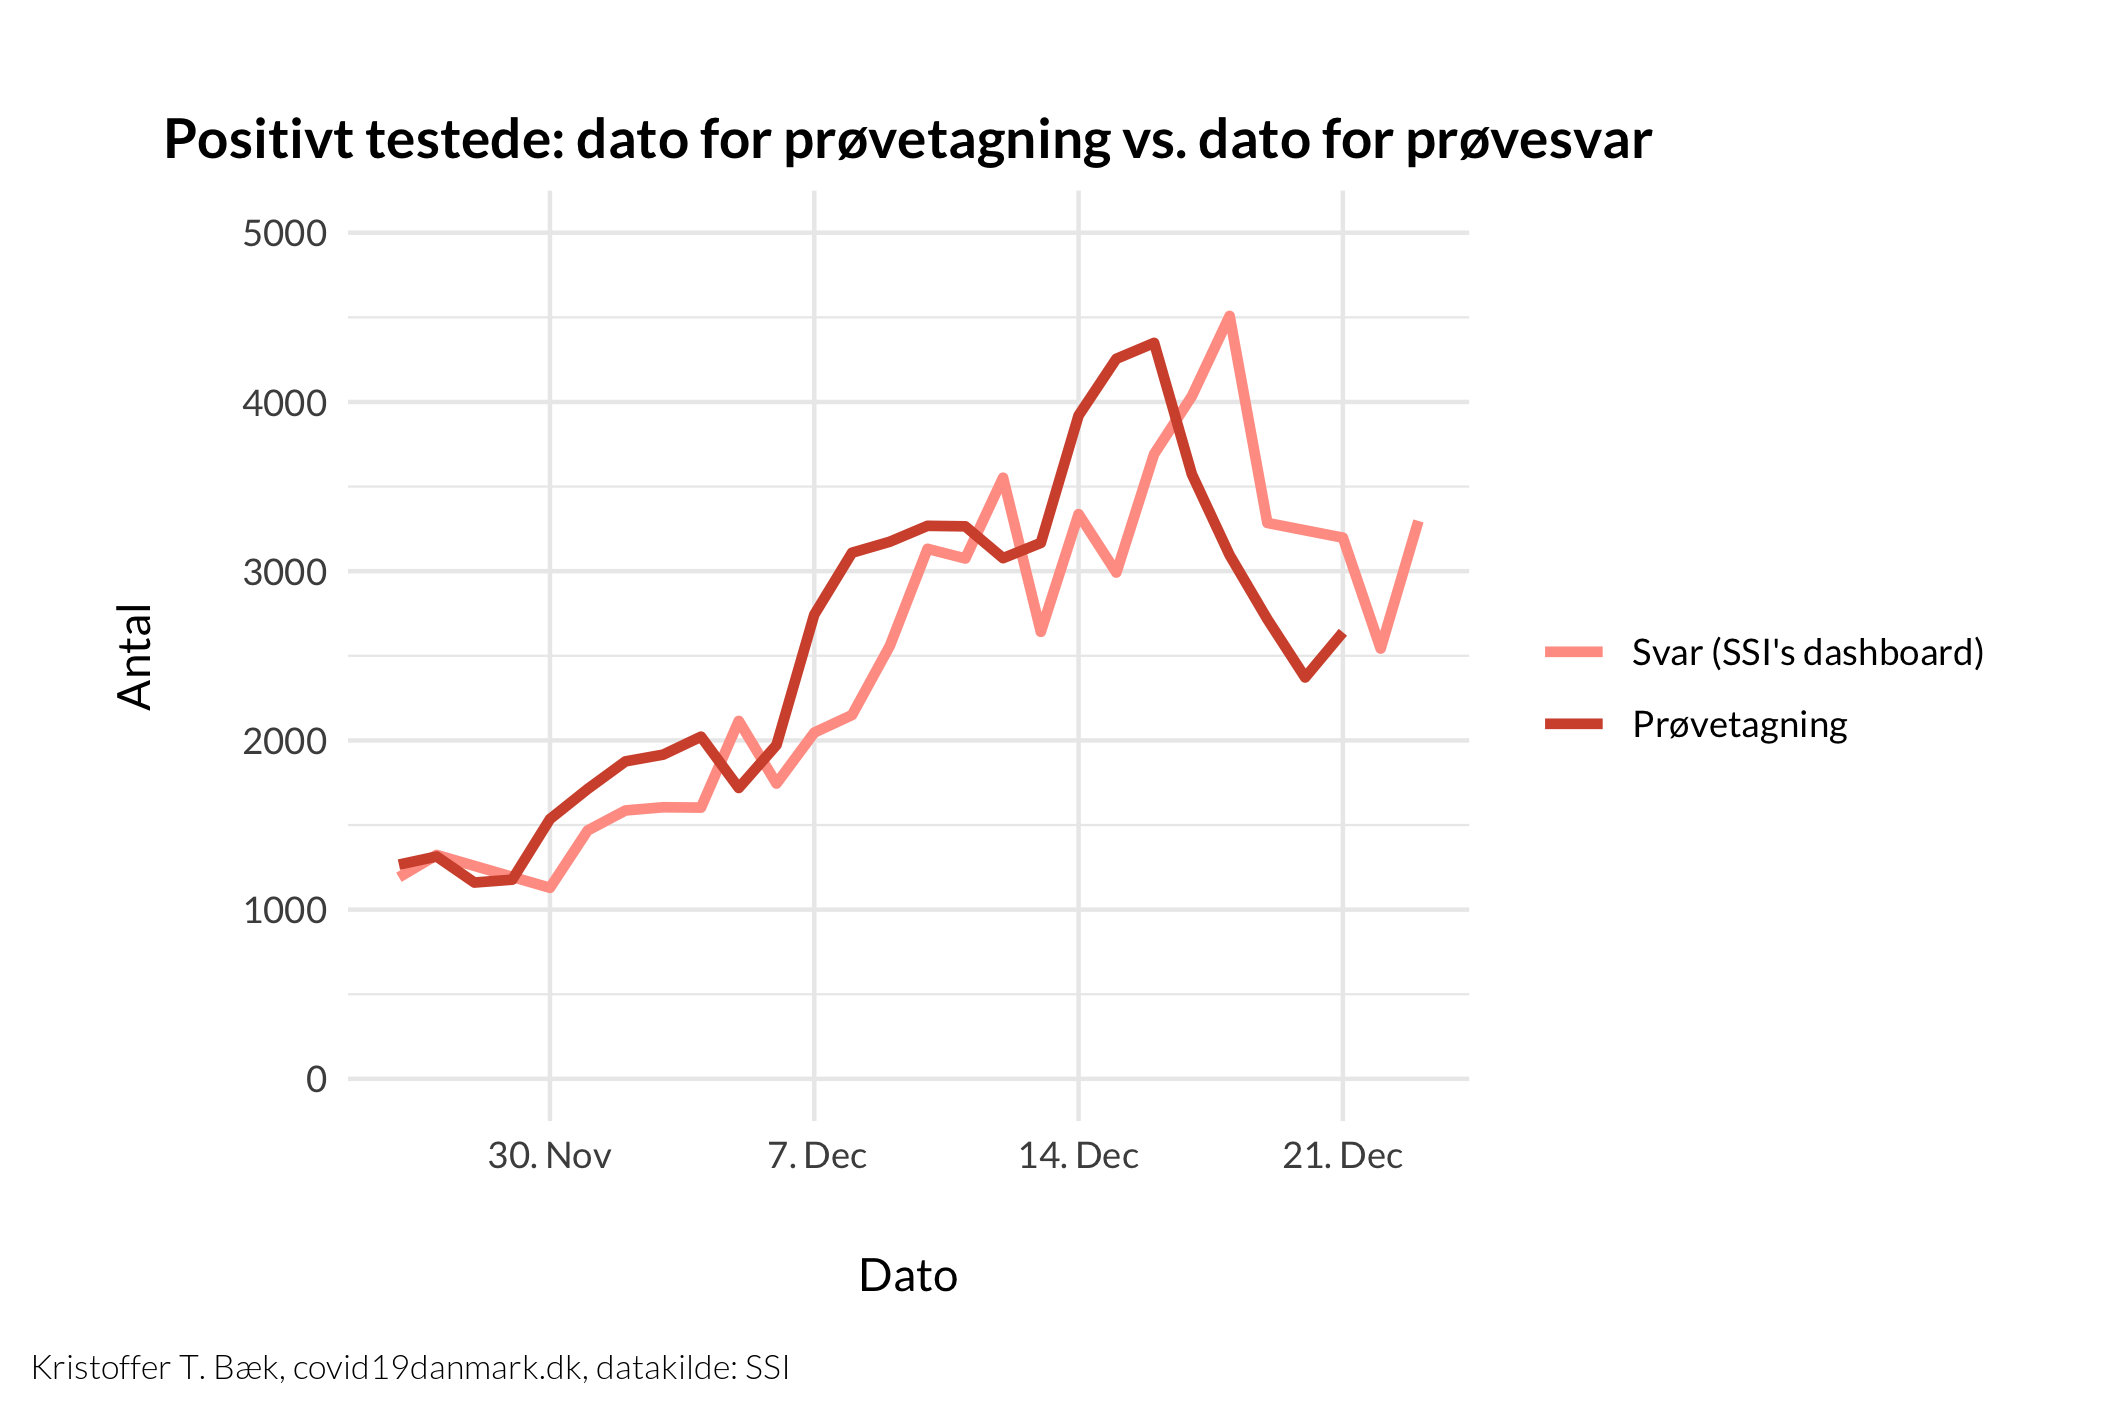 Positivt testede: dato for prøvetagning vs. dato for prøvesvar
5000
4000
3000
2000
1000
0
Antal
30. Nov
7. Dec
14. Dec
21. Dec
Dato
Svar (SSI's dashboard)
Prøvetagning
Kristoffer T. Bæk, covid19danmark.dk, datakilde: SSI